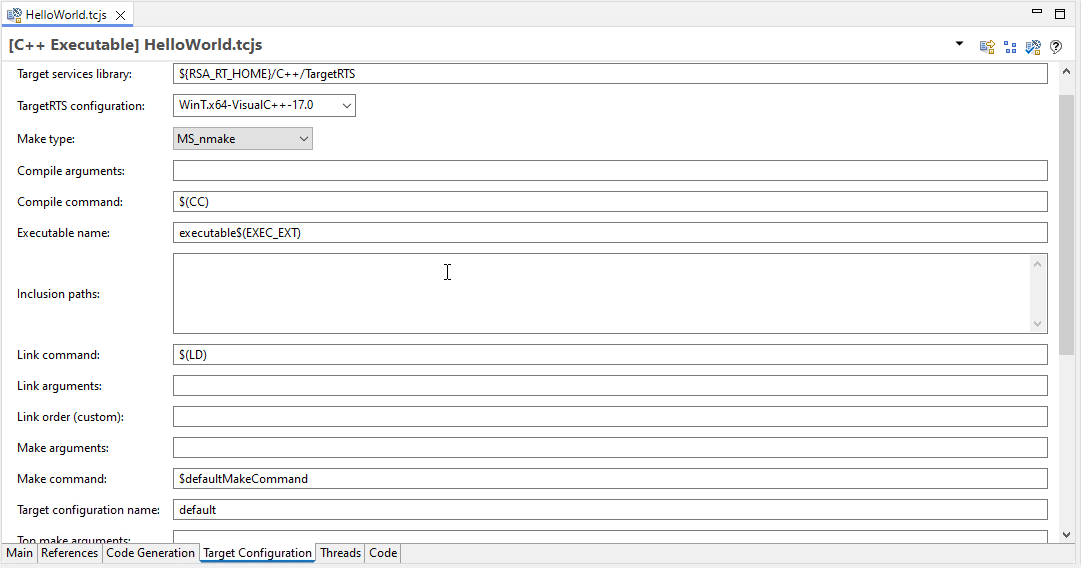 HelloWorld.tcjs
[C++ Executable] HelloWorld.tcjs
Target services library: ${RSA_RT_HOME}/C++/TargetRTS
TargetRTS configuration: WinT.x64-VisualC++-17.0
Make type: MS_nmake
Compile arguments:
Compile command: $(CC)
Executable name: executable$(EXEC_EXT)
Inclusion paths:
Link command: $(LD)
Link arguments:
Link order (custom):
Make arguments:
Make command: $defaultMakeCommand
Target configuration name: default
Top make arguments:
Main References Code Generation Target Configuration Threads Code